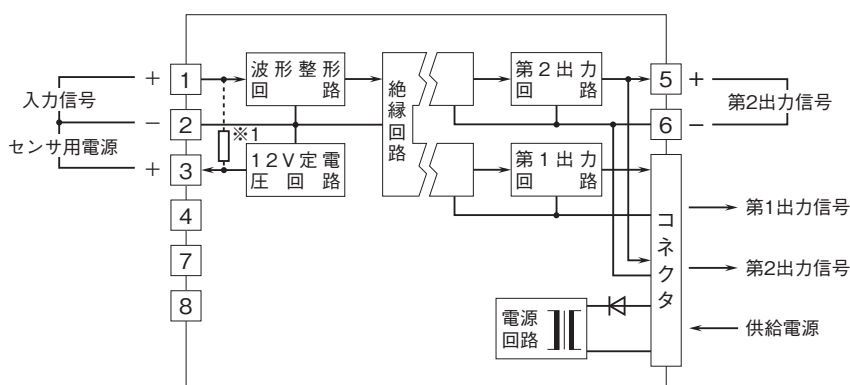 入力信号
センサ用電源
+
−
+
1
2
3
4
7
8
※1
波形整形
回路
12V定電
圧回路
絶縁回路
第2出力
回路
第1出力
回路
電源
回路
コネクタ
5
6
+
−
第2出力信号
第1出力信号
第2出力信号
供給電源